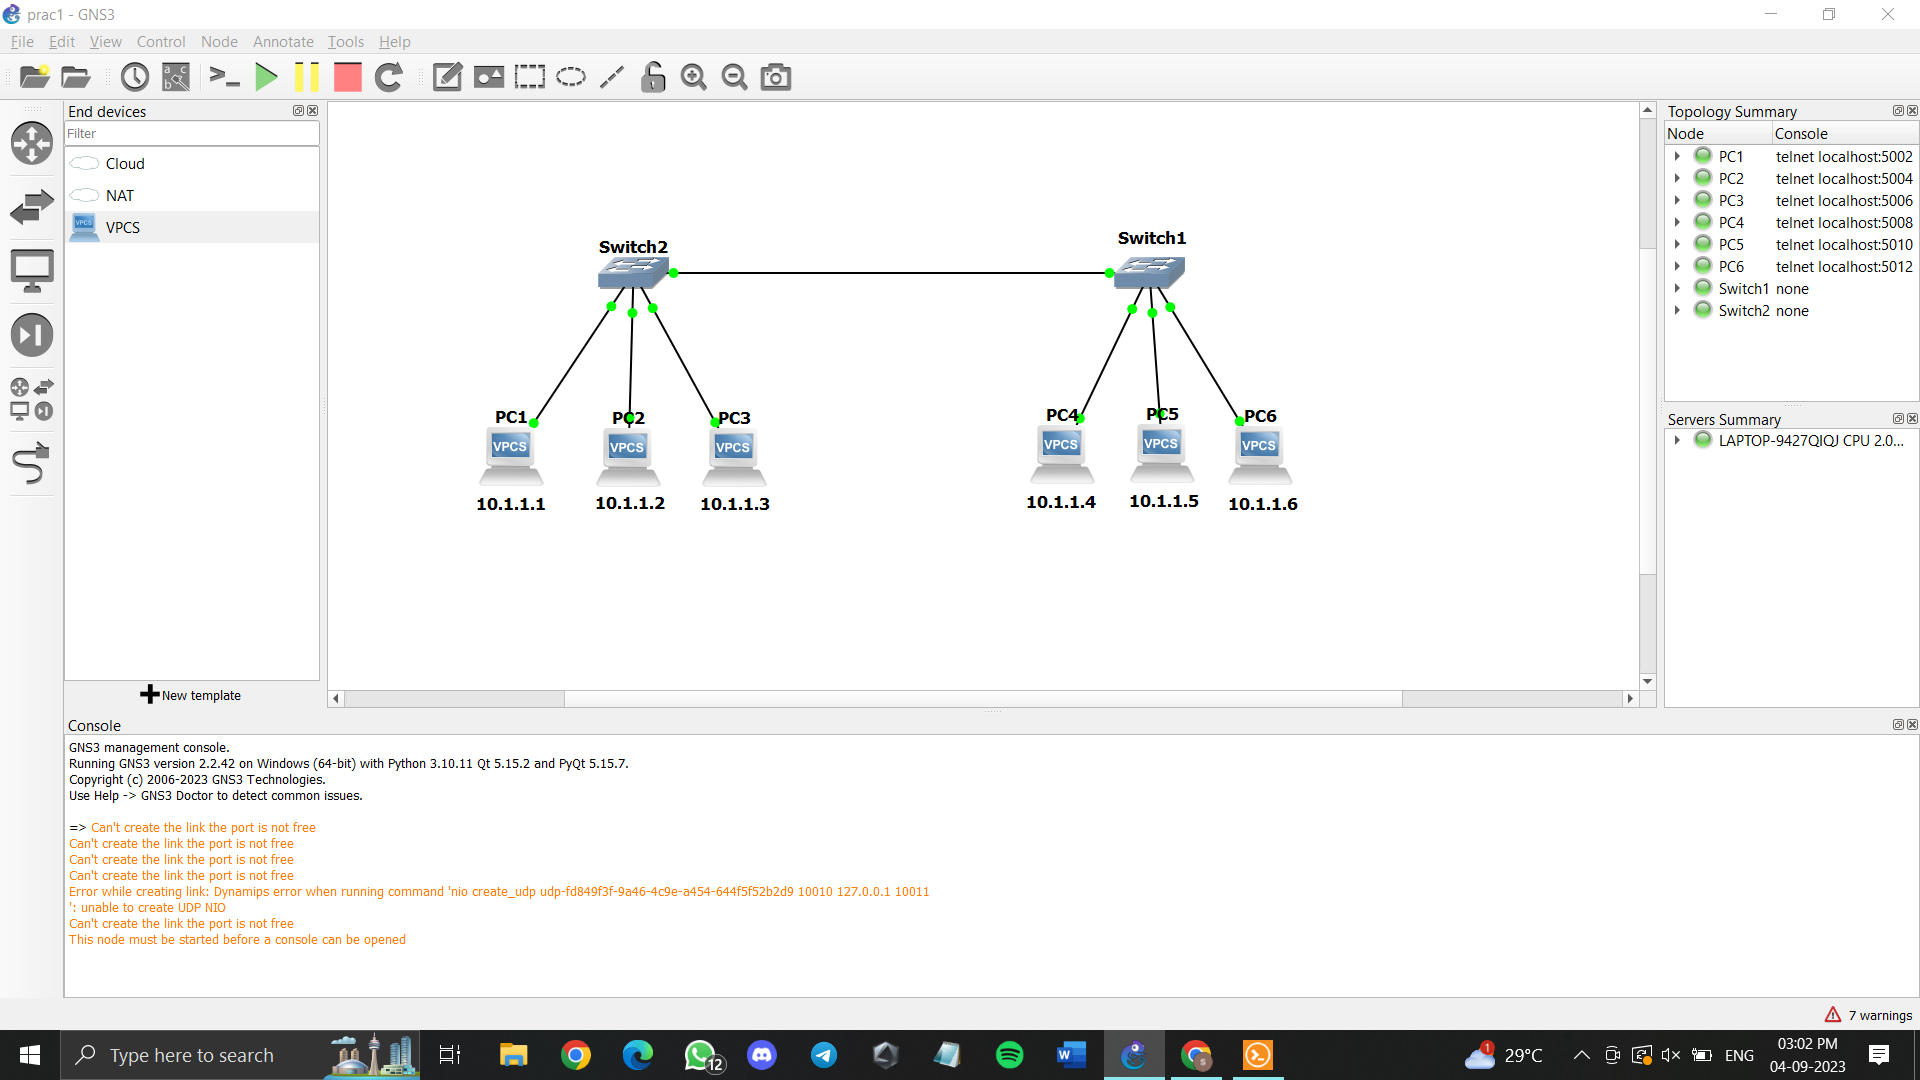 prac1 - GNS3
File Edit View Control Node Annotate Tools Help
End devices
Filter
Cloud
NAT
VPCS
New template
Switch2
Switch1
PC1
PC2
PC3
PC4
PC5
PC6
VPCS
VPCS
VPCS
VPCS
VPCS
VPCS
10.1.1.1
10.1.1.2
10.1.1.3
10.1.1.4
10.1.1.5
10.1.1.6
Topology Summary
Node Console
PC1 telnet localhost:5002
PC2 telnet localhost:5004
PC3 telnet localhost:5006
PC4 telnet localhost:5008
PC5 telnet localhost:5010
PC6 telnet localhost:5012
Switch1 none
Switch2 none
Servers Summary
LAPTOP-9427QIQJ CPU 2.0...
Console
GNS3 management console.
Running GNS3 version 2.2.42 on Windows (64-bit) with Python 3.10.11 Qt 5.15.2 and PyQt 5.15.7.
Copyright (c) 2006-2023 GNS3 Technologies.
Use Help -> GNS3 Doctor to detect common issues.
=> Can't create the link the port is not free
Can't create the link the port is not free
Can't create the link the port is not free
Can't create the link the port is not free
Error while creating link: Dynamips error when running command 'nio create_udp udp-fd849f3f-9a46-4c9e-a454-644f5f52b2d9 10010 127.0.0.1 10011
': unable to create UDP NIO
Can't create the link the port is not free
This node must be started before a console can be opened
7 warnings
Type here to search
12
1
29°C
ENG
03:02 PM
04-09-2023